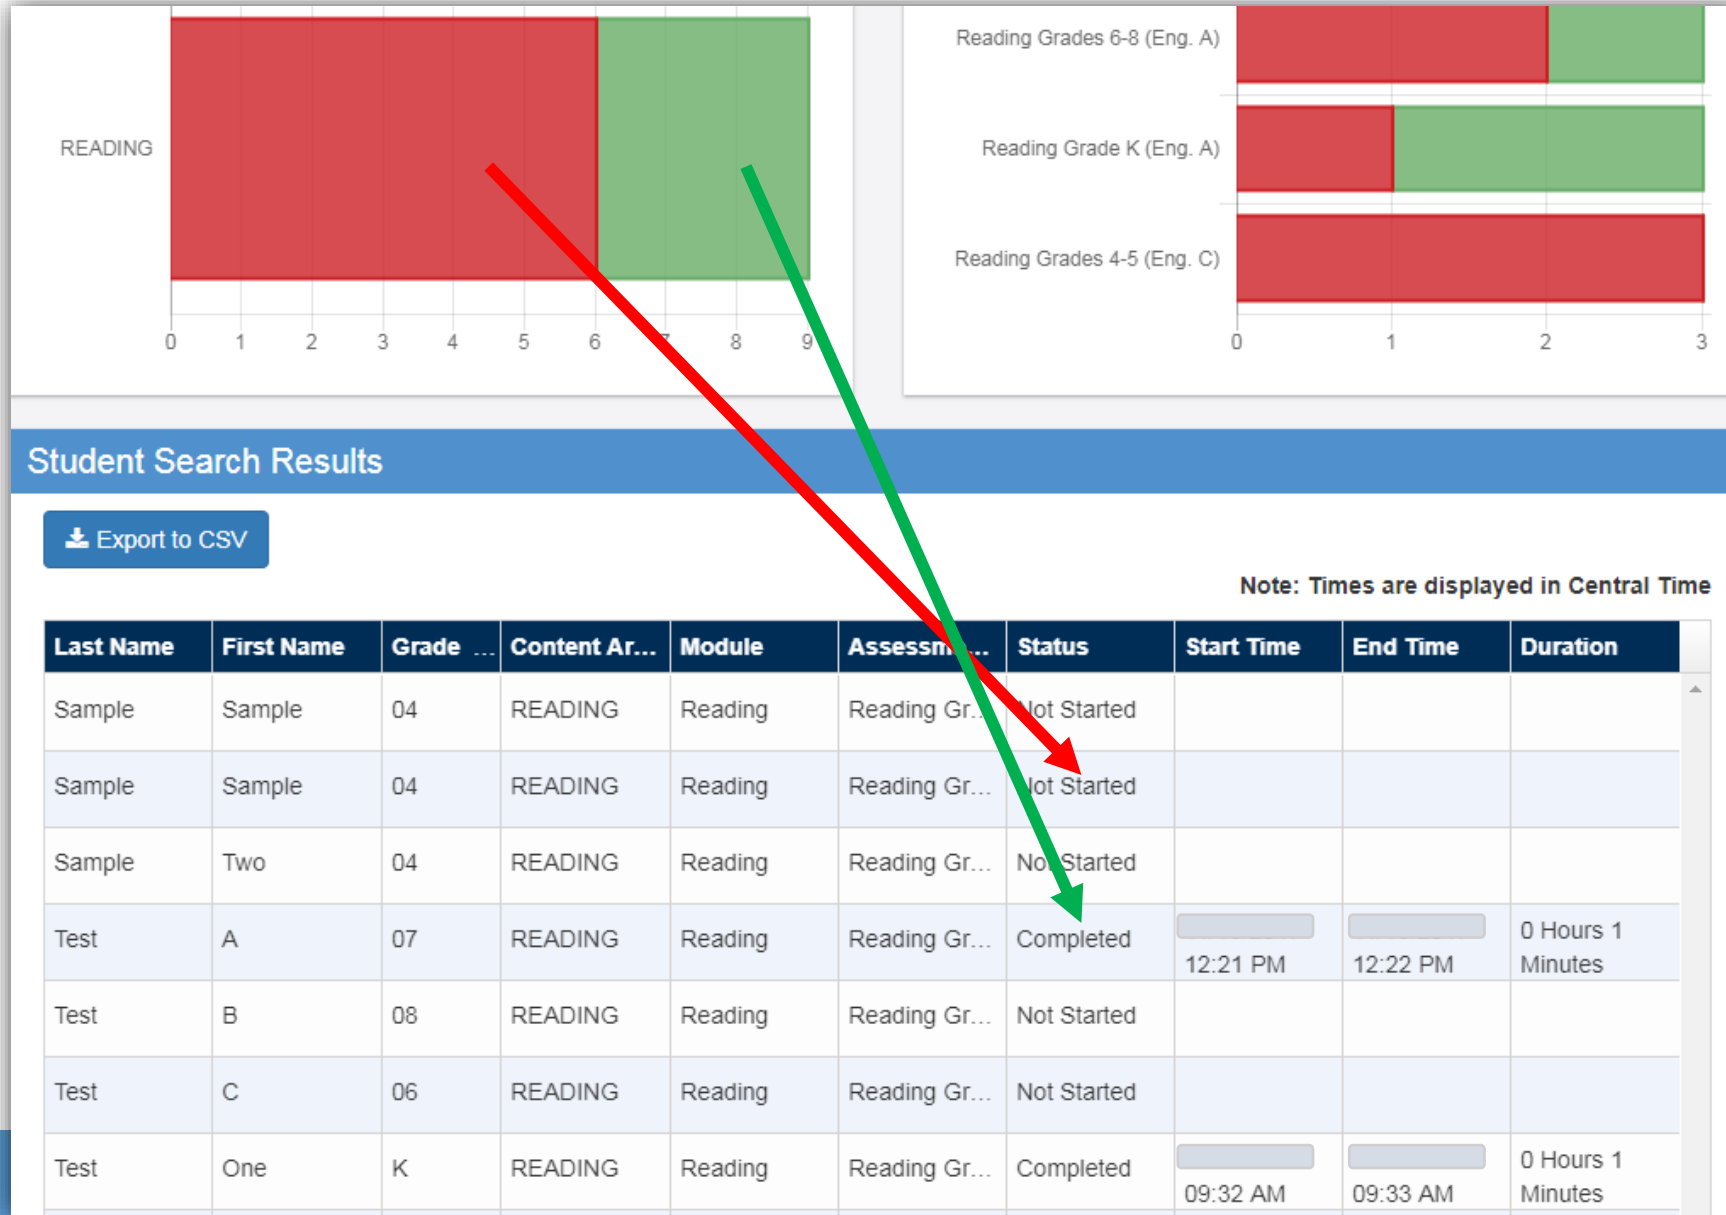 READING
0 1 2 3 4 5 6 7 8 9
Reading Grades 6-8 (Eng. A)
Reading Grade K (Eng. A)
Reading Grades 4-5 (Eng. C)
0 1 2 3
Student Search Results
Export to CSV
Note: Times are displayed in Central Time
Last Name First Name Grade ... Content Ar... Module Assessm... Status Start Time End Time Duration
Sample Sample 04 READING Reading Reading Gr... Not Started
Sample Sample 04 READING Reading Reading Gr... Not Started
Sample Two 04 READING Reading Reading Gr... Not Started
Test A 07 READING Reading Reading Gr... Completed 12:21 PM 12:22 PM 0 Hours 1
Minutes
Test B 08 READING Reading Reading Gr... Not Started
Test C 06 READING Reading Reading Gr... Not Started
Test One K READING Reading Reading Gr... Completed 09:32 AM 09:33 AM 0 Hours 1
Minutes